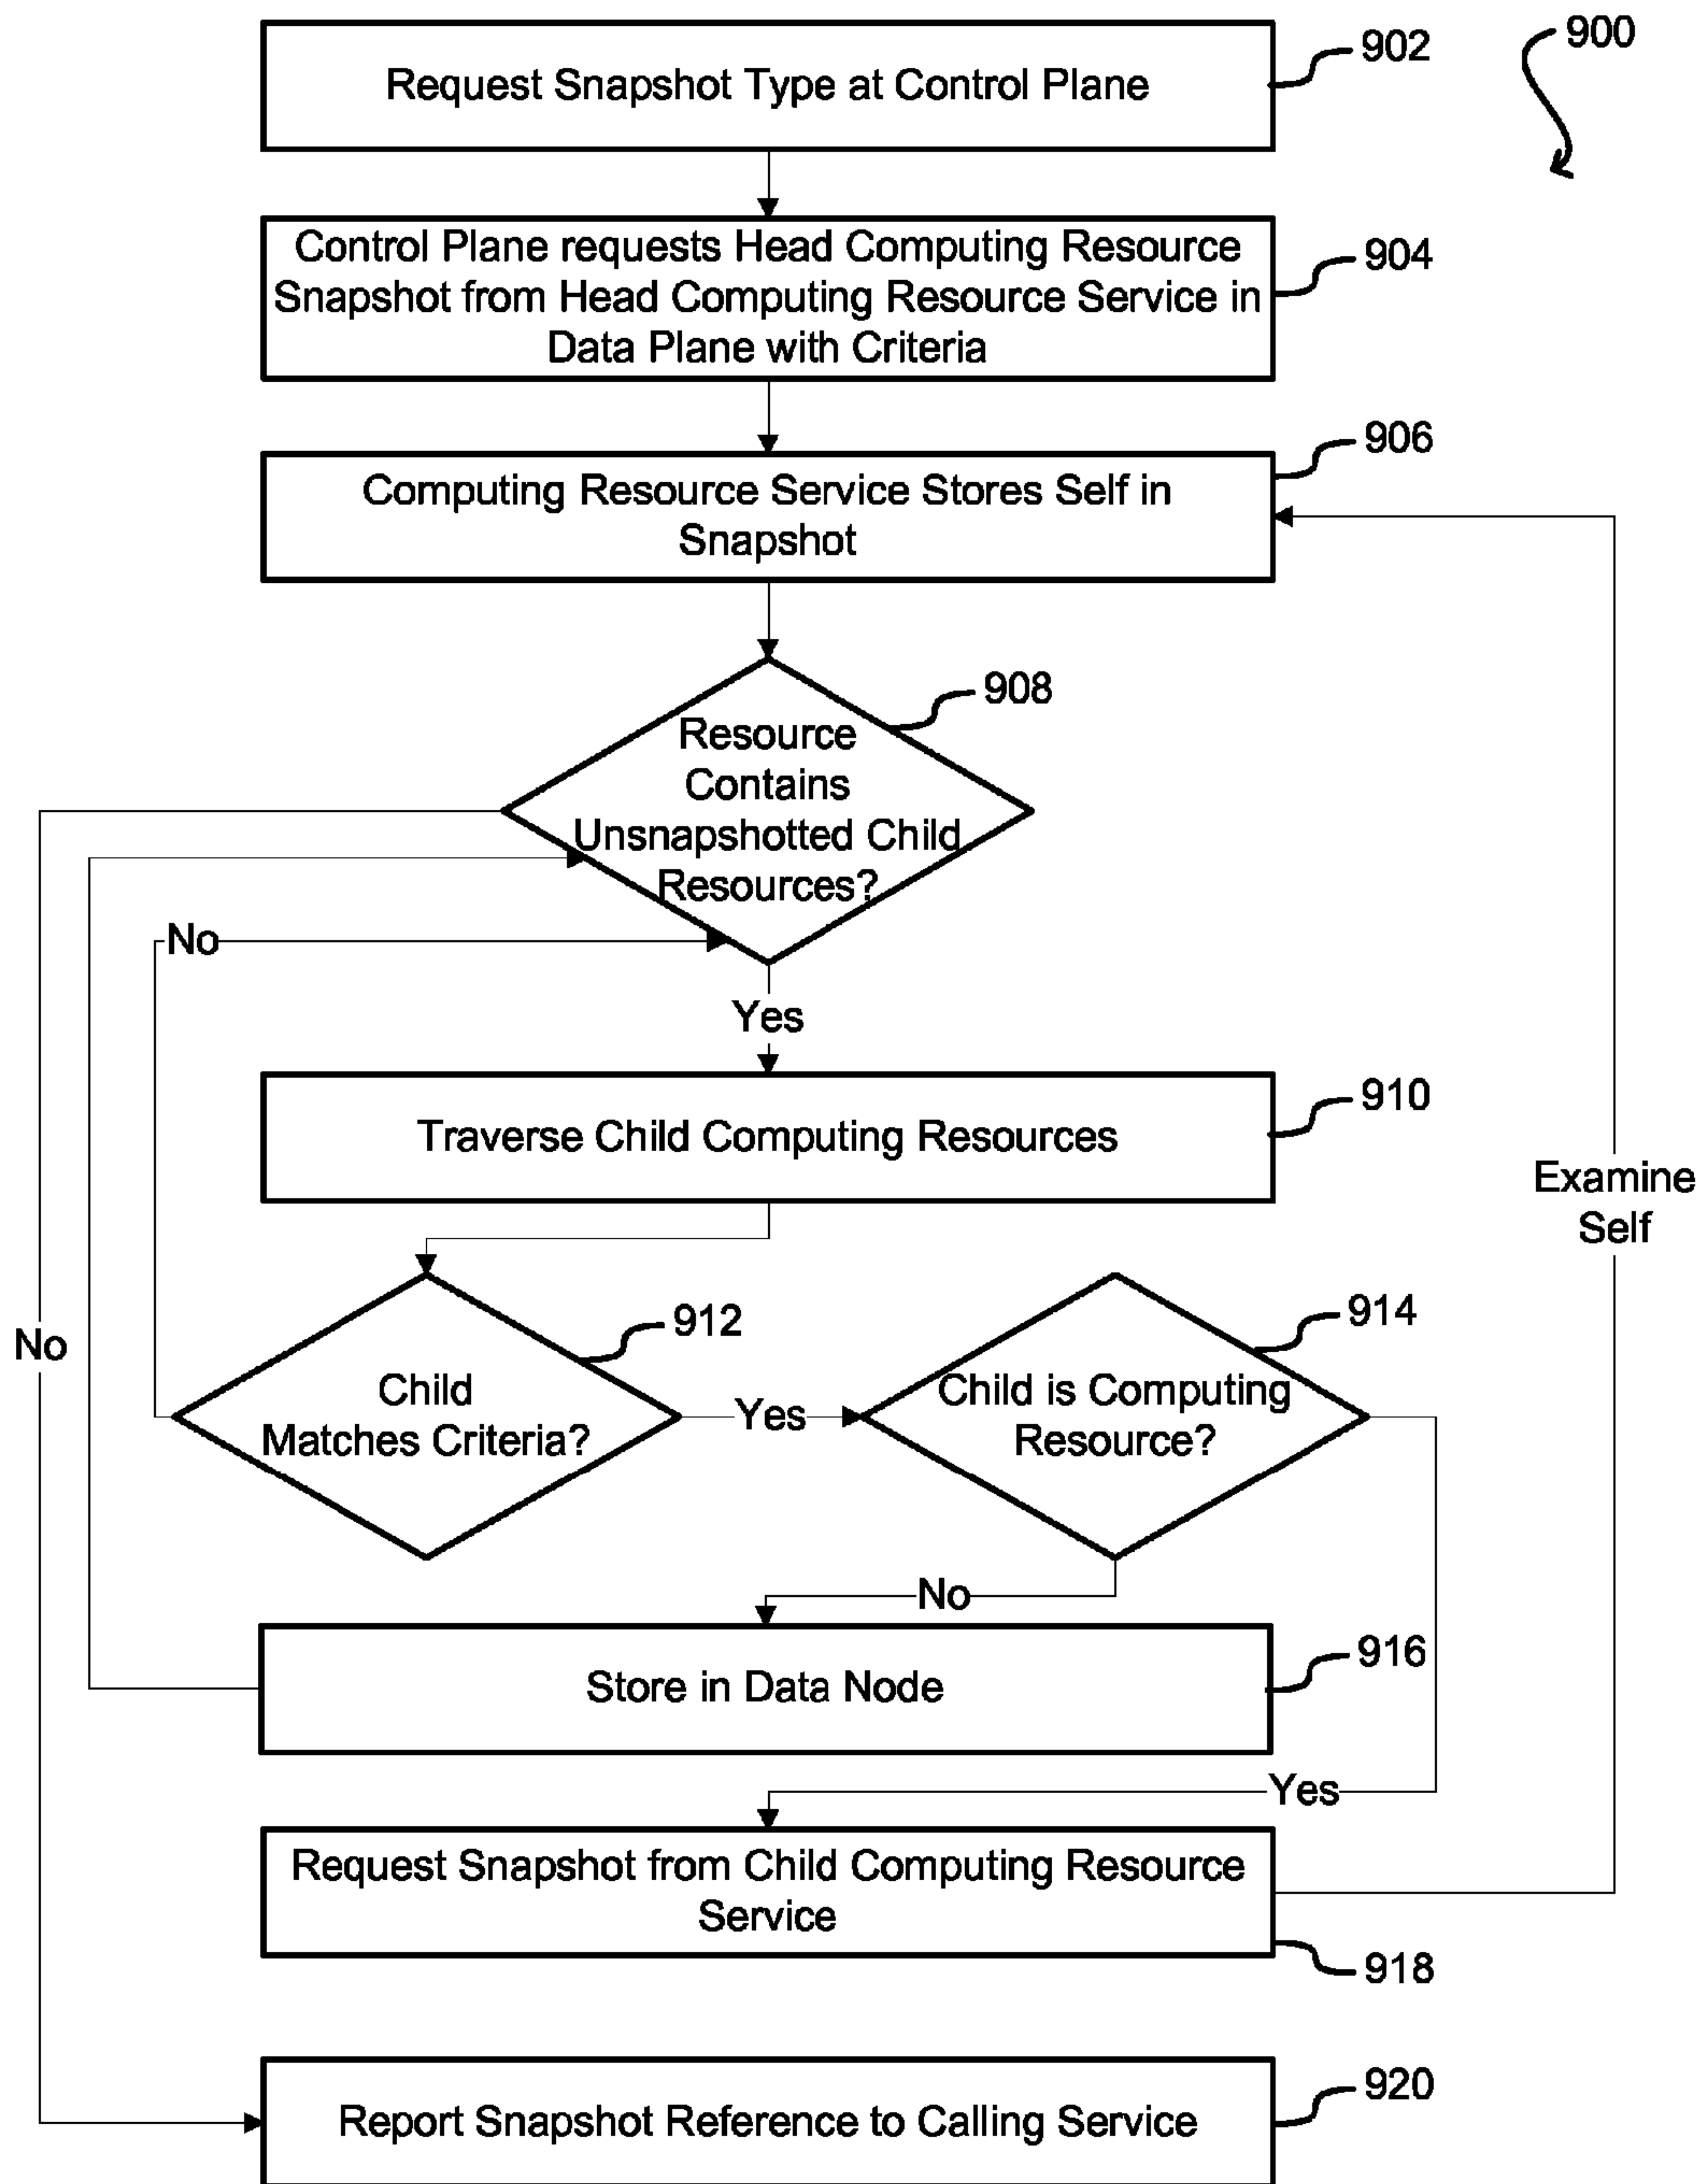 900
Request Snapshot Type at Control Plane
902
Control Plane requests Head Computing Resource
Snapshot from Head Computing Resource Service in
Data Plane with Criteria
904
Computing Resource Service Stores Self in
Snapshot
906
Resource
Contains
Unsnapshotted Child
Resources?
908
No
Yes
Traverse Child Computing Resources
910
Examine
Self
No
Child
Matches Criteria?
912
Yes
Child is Computing
Resource?
914
No
Store in Data Node
916
Yes
Request Snapshot from Child Computing Resource
Service
918
Report Snapshot Reference to Calling Service
920